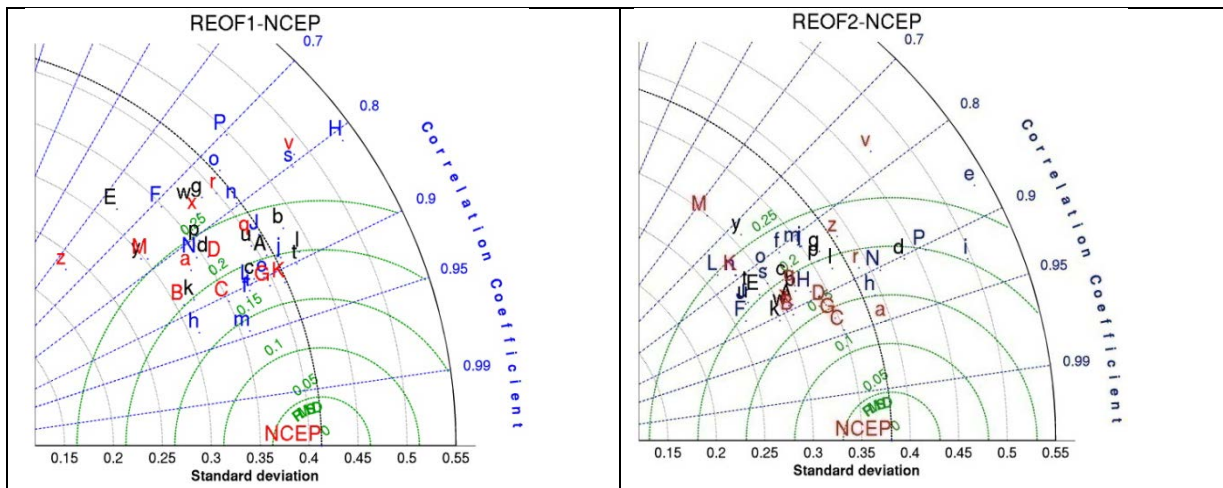 REOF1-NCEP
0.7
0.8
0.9
0.95
0.99
Correlation Coefficient
P
H
o
v
s
r
E
F
w
g
x
n
0.25
b
p
q
J
u
N
d
D
A
M
y
z
a
0.2
j
l
t
c
e
G
K
B
k
C
0.15
h
m
0.1
0.05
RMSD
0
NCEP
0.15 0.2 0.25 0.3 0.35 0.4 0.45 0.5 0.55
Standard deviation
REOF2-NCEP
0.7
0.8
0.9
0.95
0.99
Correlation Coefficient
v
e
M
y
0.25
z
f
m
g
P
d
i
o
p
l
r
N
L
s
0.2
c
E
H
h
D
F
k
G
C
a
0.1
0.05
RMSD
0
NCEP
0.15 0.2 0.25 0.3 0.35 0.4 0.45 0.5 0.55
Standard deviation